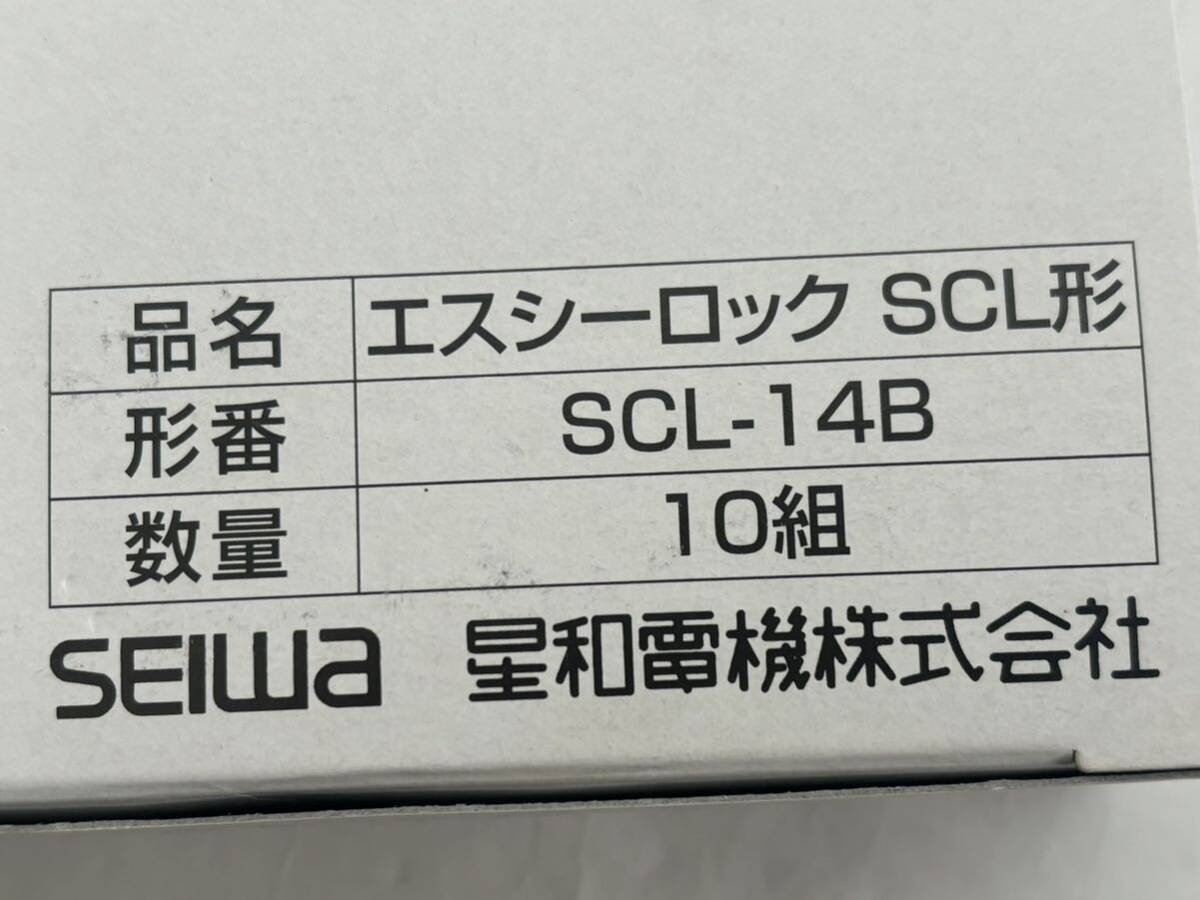 品名 エスシーロック SCL形
形番 SCL-14B
数量 10組
SEIWA 星和電機株式会社